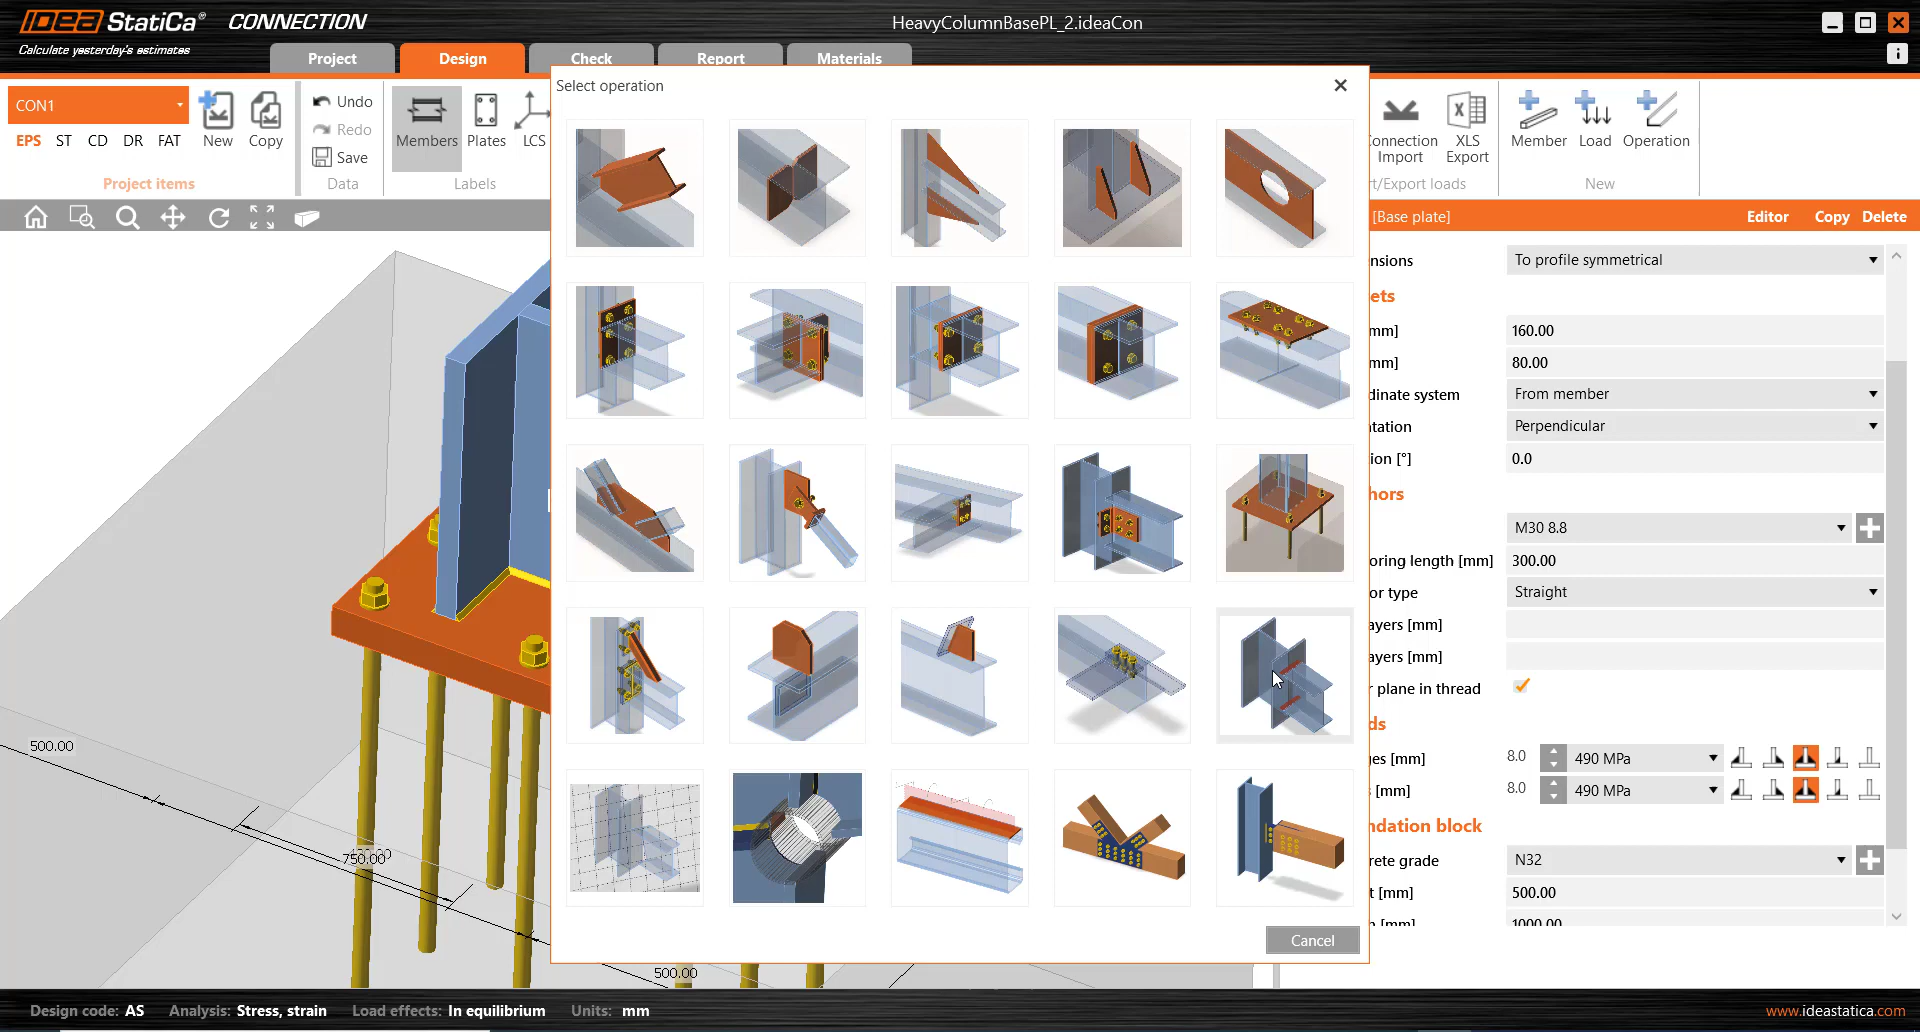 IDEA StatiCa® CONNECTION
Calculate yesterday's estimates
HeavyColumnBasePL_2.ideaCon
Project
Design
Check
Report
Materials
CON1
EPS ST CD DR FAT
New
Copy
Project items
Undo
Redo
Save
Data
Members
Plates
LCS
Labels
Select operation
Cancel
onnection
Import
XLS
Export
rt/Export loads
Member
Load
Operation
New
[Base plate]
Editor
Copy
Delete
nsions
To profile symmetrical
ets
mm]
160.00
mm]
80.00
dinate system
From member
tation
Perpendicular
ion [°]
0.0
hors
M30 8.8
oring length [mm]
300.00
or type
Straight
ayers [mm]
ayers [mm]
r plane in thread
ds
ges [mm]
8.0
490 MPa
s [mm]
8.0
490 MPa
ndation block
rete grade
N32
t [mm]
500.00
1000.00
500.00
750.00
500.00
Design code: AS
Analysis: Stress, strain
Load effects: In equilibrium
Units: mm
www.ideastatica.com